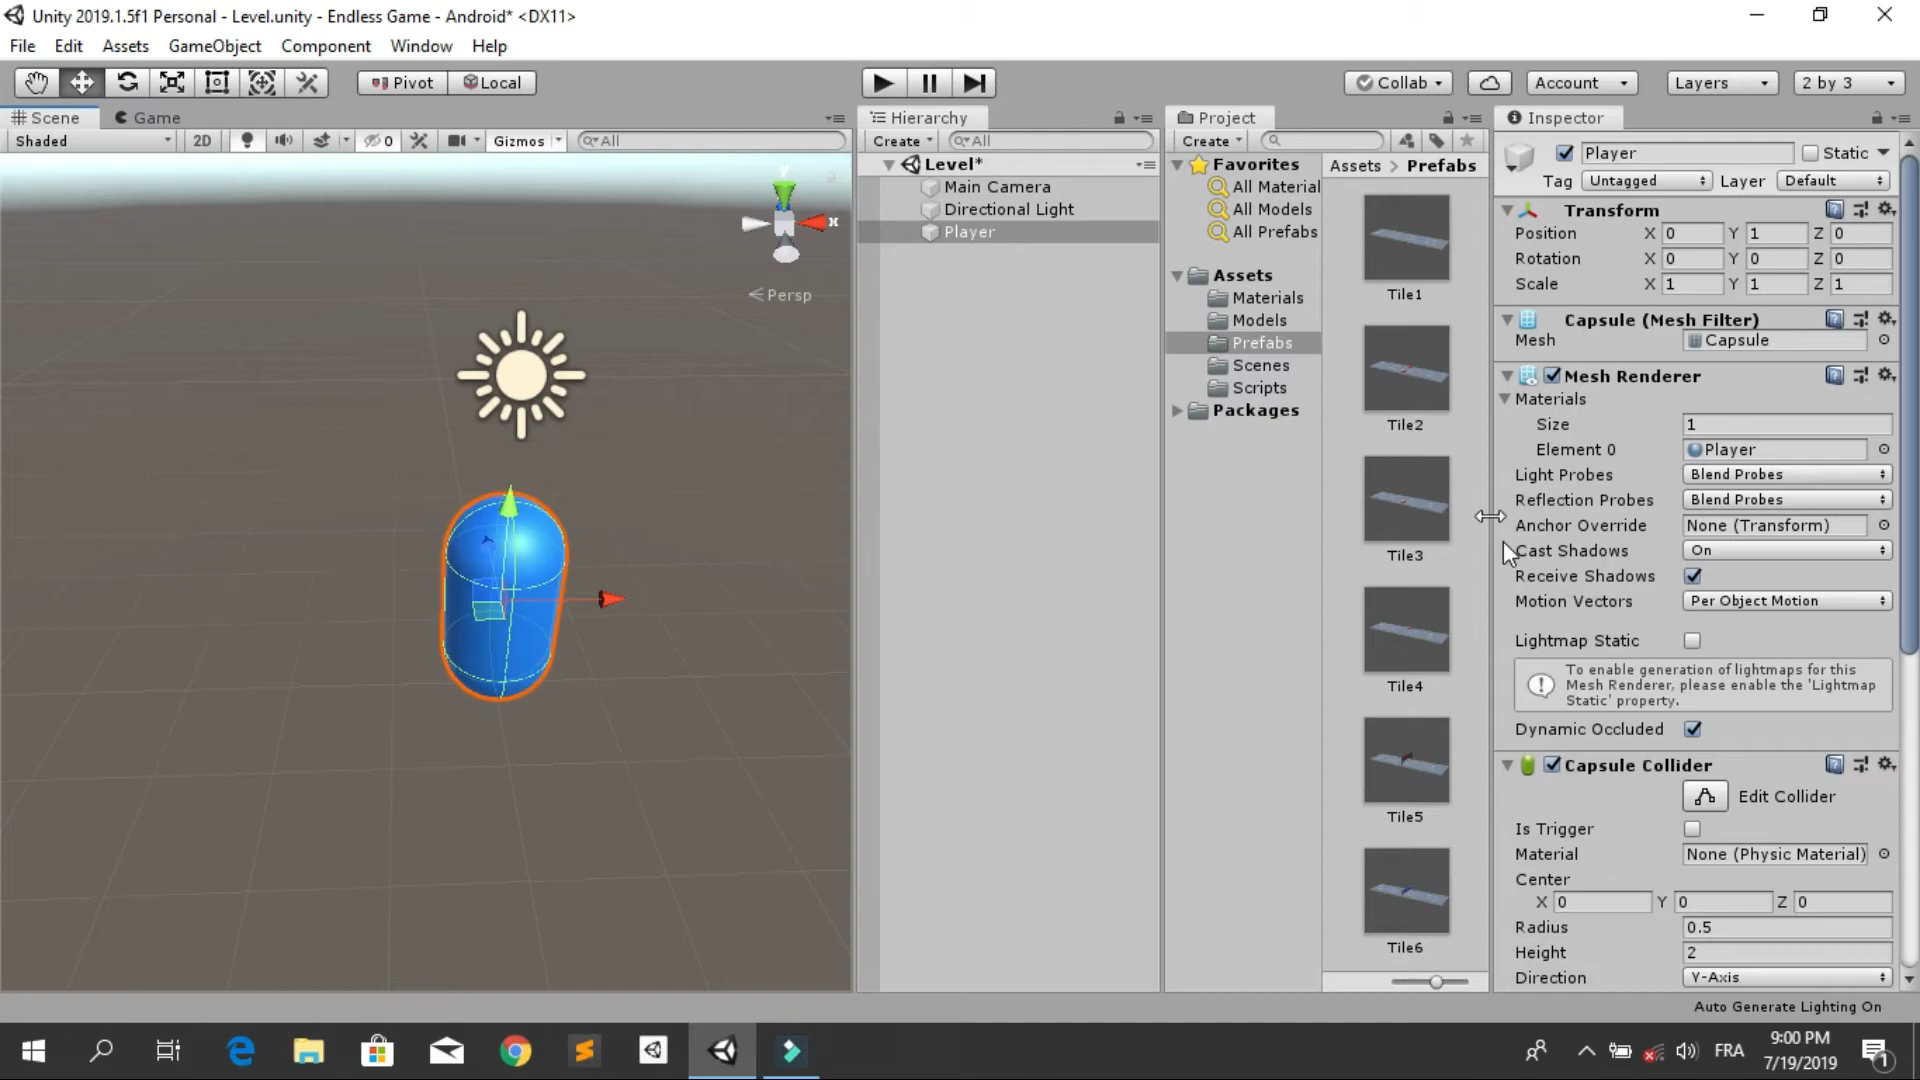 Unity 2019.1.5f1 Personal - Level.unity - Endless Game - Android* <DX11>
File Edit Assets GameObject Component Window Help
Pivot Local Collab Account Layers 2 by 3
Scene Game
Shaded 2D 0 Gizmos All
Persp
Hierarchy
Create All
Level*
Main Camera
Directional Light
Player
Project
Create
Favorites
All Material
All Models
All Prefabs
Assets
Materials
Models
Prefabs
Scenes
Scripts
Packages
Assets > Prefabs
Tile1
Tile2
Tile3
Tile4
Tile5
Tile6
Inspector
Player Static
Tag Untagged Layer Default
Transform
Position X 0 Y 1 Z 0
Rotation X 0 Y 0 Z 0
Scale X 1 Y 1 Z 1
Capsule (Mesh Filter)
Mesh Capsule
Mesh Renderer
Materials
Size 1
Element 0 Player
Light Probes Blend Probes
Reflection Probes Blend Probes
Anchor Override None (Transform)
Cast Shadows On
Receive Shadows
Motion Vectors Per Object Motion
Lightmap Static
To enable generation of lightmaps for this
Mesh Renderer, please enable the 'Lightmap
Static' property.
Dynamic Occluded
Capsule Collider
Edit Collider
Is Trigger
Material None (Physic Material)
Center
X 0 Y 0 Z 0
Radius 0.5
Height 2
Direction Y-Axis
Auto Generate Lighting On
FRA
9:00 PM
7/19/2019
1